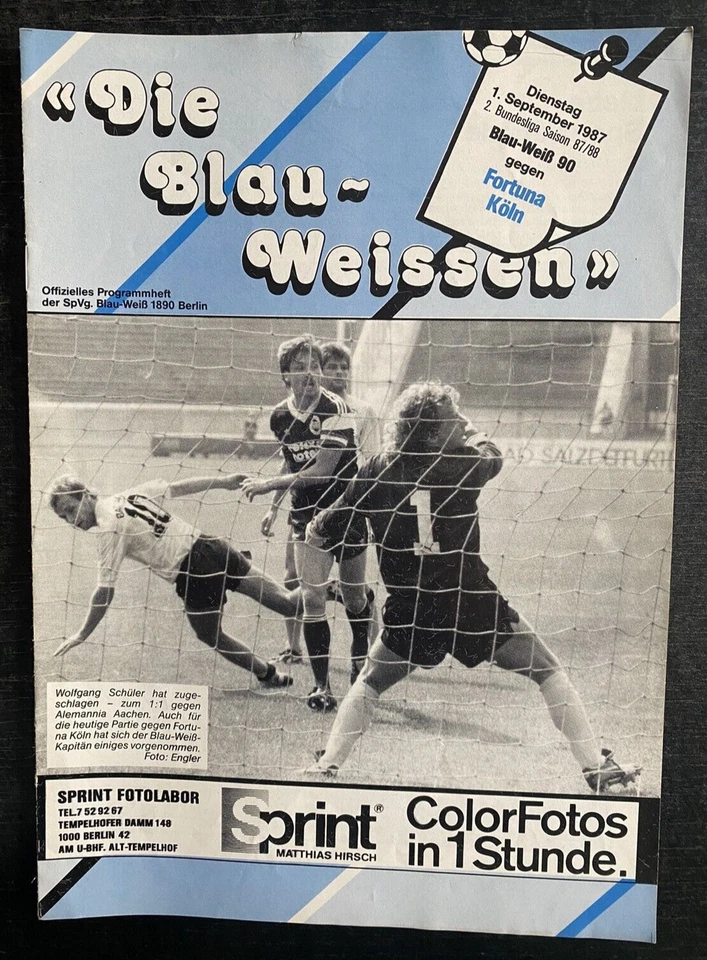 «Die
Blau-
Weissen»
Dienstag
1. September 1987
2. Bundesliga Saison 87/88
Blau-Weiß 90
gegen
Fortuna
Köln
Offizielles Programmheft
der SpVg. Blau-Weiß 1890 Berlin
1
10
AD SALZDETFURTH
Wolfgang Schüler hat zuge-
schlagen – zum 1:1 gegen
Alemannia Aachen. Auch für
die heutige Partie gegen Fortu-
na Köln hat sich der Blau-Weiß-
Kapitän einiges vorgenommen.
Foto: Engler
SPRINT FOTOLABOR
TEL.7 52 92 67
TEMPELHOFER DAMM 148
1000 BERLIN 42
AM U-BHF. ALT-TEMPELHOF
Sprint®
MATTHIAS HIRSCH
ColorFotos
in 1 Stunde.